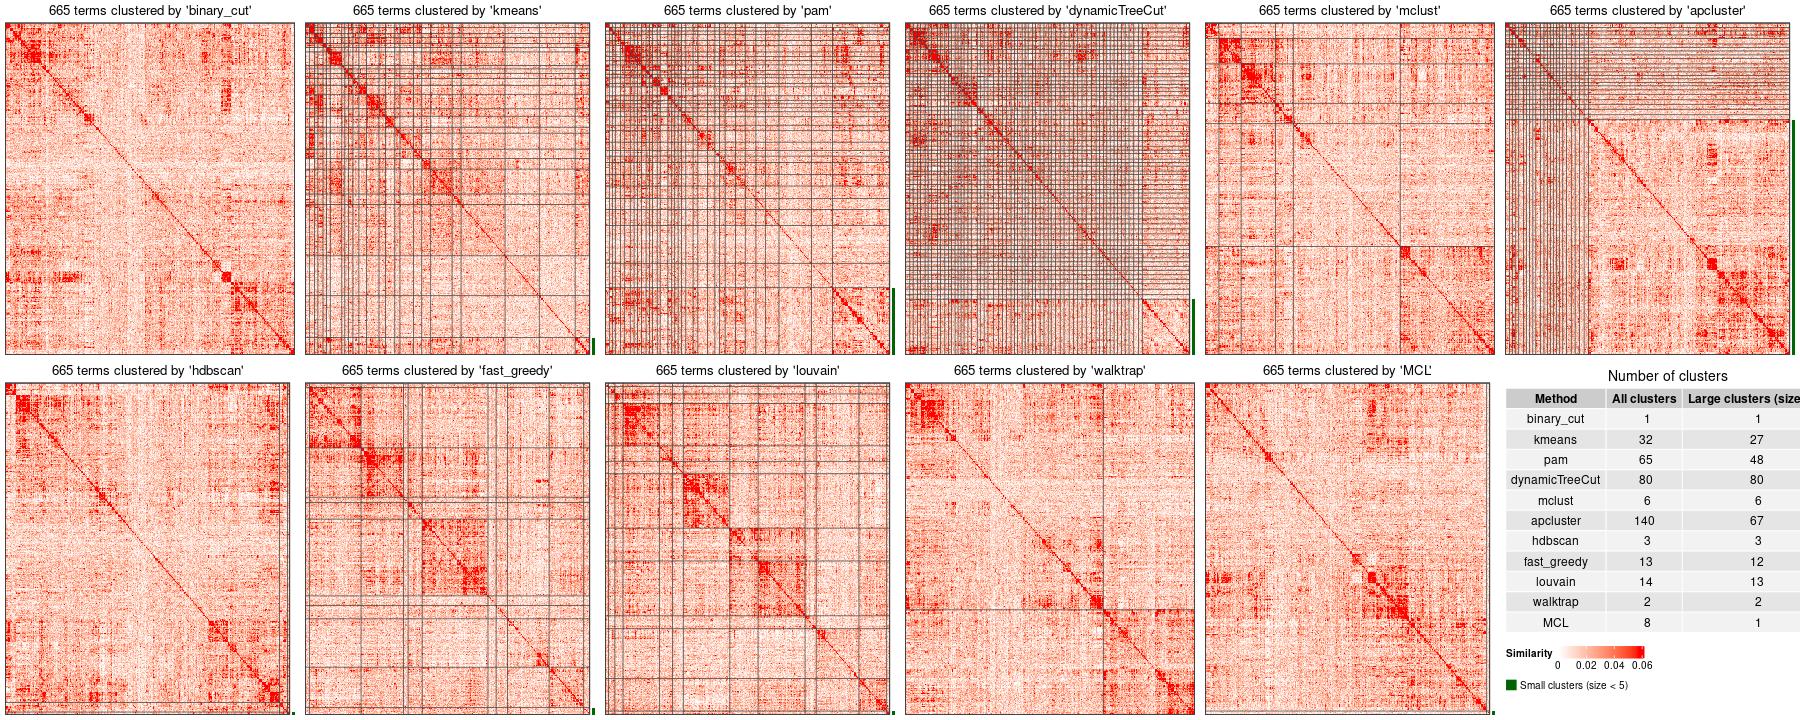 665 terms clustered by 'binary_cut'
665 terms clustered by 'kmeans'
665 terms clustered by 'pam'
665 terms clustered by 'dynamicTreeCut'
665 terms clustered by 'mclust'
665 terms clustered by 'apcluster'
665 terms clustered by 'hdbscan'
665 terms clustered by 'fast_greedy'
665 terms clustered by 'louvain'
665 terms clustered by 'walktrap'
665 terms clustered by 'MCL'
Number of clusters
Method All clusters Large clusters (size
binary_cut 1 1
kmeans 32 27
pam 65 48
dynamicTreeCut 80 80
mclust 6 6
apcluster 140 67
hdbscan 3 3
fast_greedy 13 12
louvain 14 13
walktrap 2 2
MCL 8 1
Similarity
0 0.02 0.04 0.06
Small clusters (size < 5)